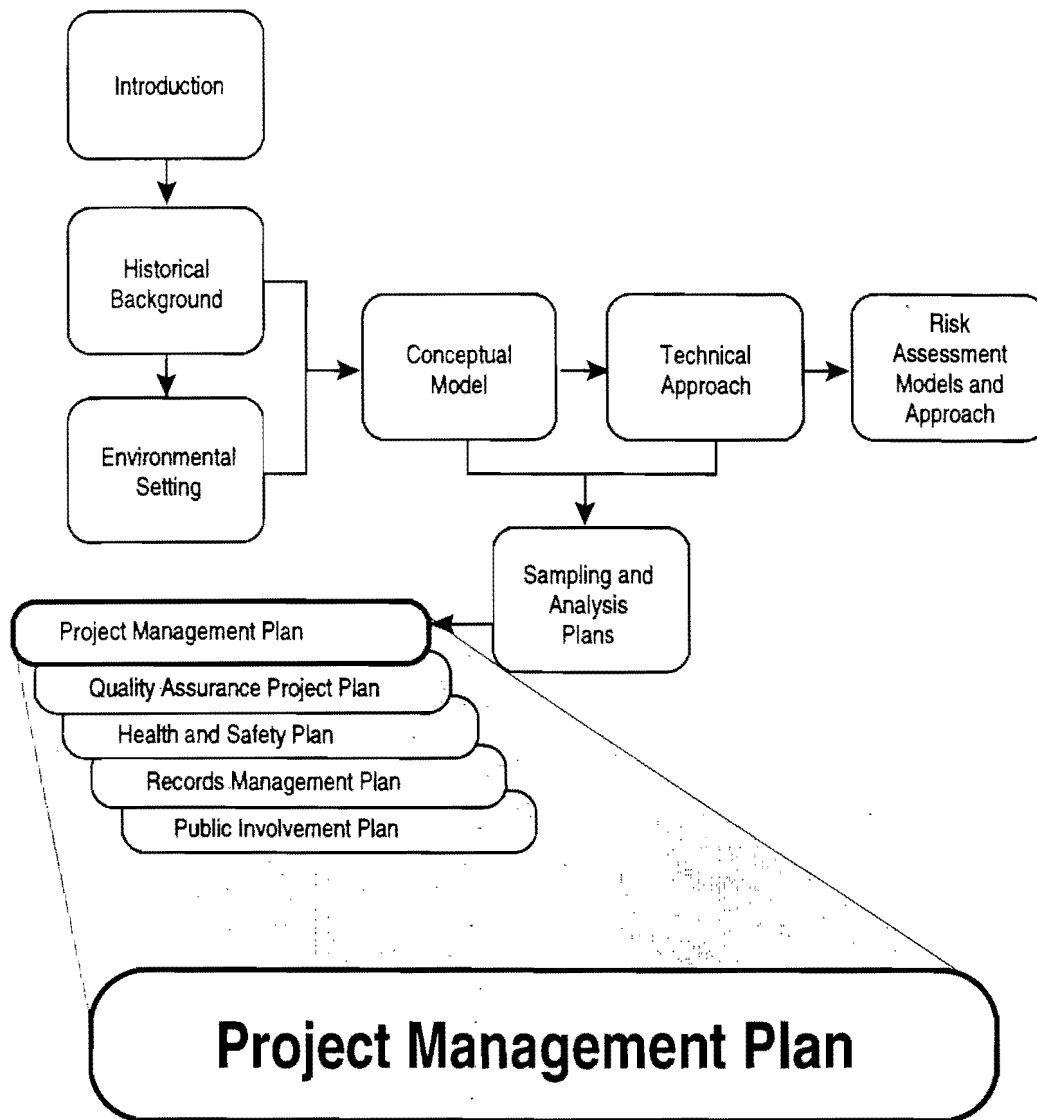 Introduction
Historical
Background
Environmental
Setting
Conceptual
Model
Technical
Approach
Risk
Assessment
Models and
Approach
Sampling and
Analysis
Plans
Project Management Plan
Quality Assurance Project Plan
Health and Safety Plan
Records Management Plan
Public Involvement Plan
Project Management Plan